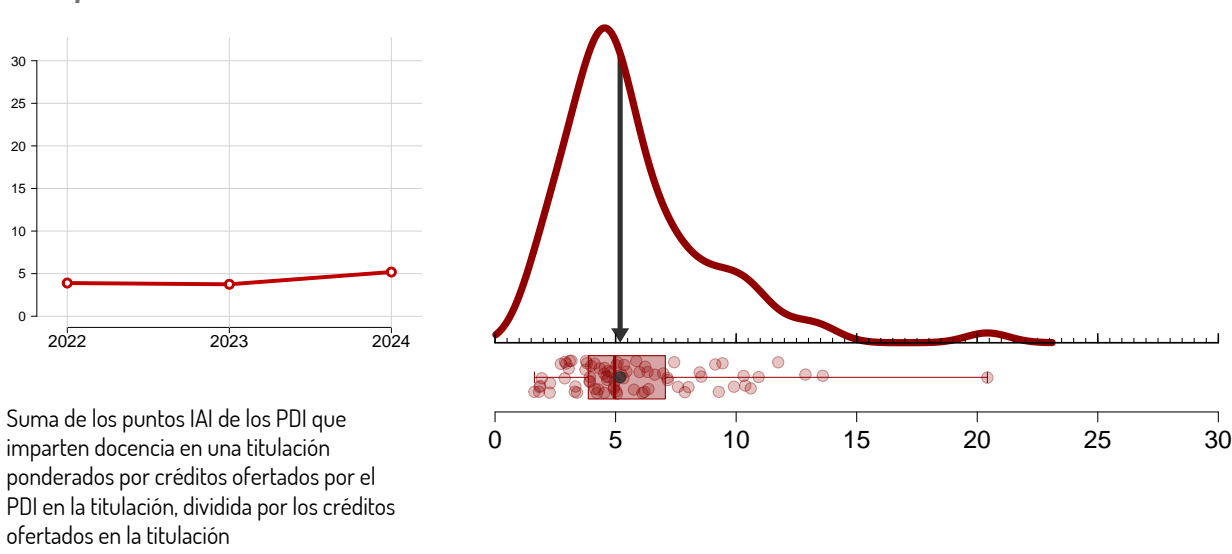 30
25
20
15
10
5
0
2022 2023 2024
0 5 10 15 20 25 30
Suma de los puntos IAI de los PDI que
imparten docencia en una titulación
ponderados por créditos ofertados por el
PDI en la titulación, dividida por los créditos
ofertados en la titulación